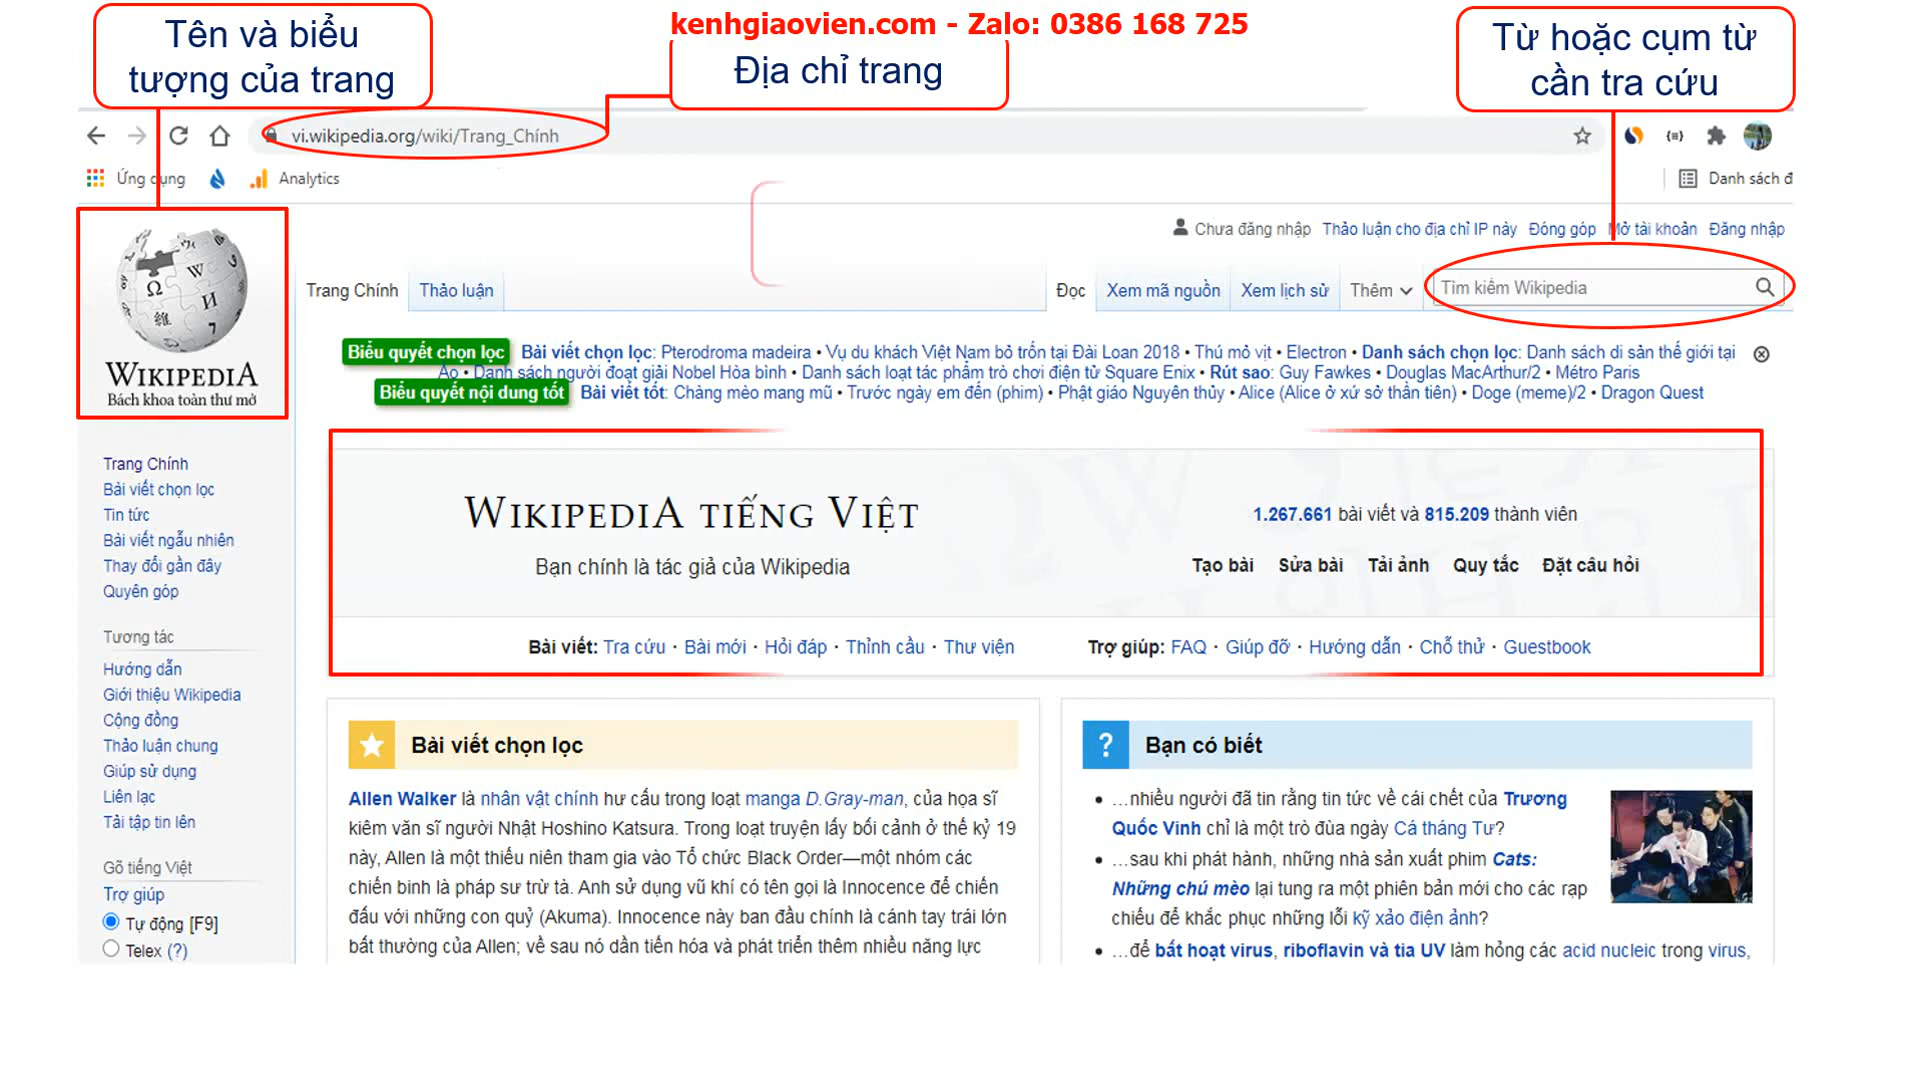 kenhgiaovien.com - Zalo: 0386 168 725
Tên và biểu
tượng của trang
Địa chỉ trang
Từ hoặc cụm từ
cần tra cứu
vi.wikipedia.org/wiki/Trang_Chính
Ứng dụng
Analytics
Danh sách đ
Chưa đăng nhập Thảo luận cho địa chỉ IP này Đóng góp Mở tài khoản Đăng nhập
WIKIPEDIA
Bách khoa toàn thư mở
Trang Chính Thảo luận
Đọc Xem mã nguồn Xem lịch sử Thêm
Tìm kiếm Wikipedia
Biểu quyết chọn lọc Bài viết chọn lọc: Pterodroma madeira • Vụ du khách Việt Nam bỏ trốn tại Đài Loan 2018 • Thú mỏ vịt • Electron • Danh sách chọn lọc: Danh sách di sản thế giới tại
Áo • Danh sách người đoạt giải Nobel Hòa bình • Danh sách loạt tác phẩm trò chơi điện tử Square Enix • Rút sao: Guy Fawkes • Douglas MacArthur/2 • Métro Paris
Biểu quyết nội dung tốt Bài viết tốt: Chàng mèo mang mũ • Trước ngày em đến (phim) • Phật giáo Nguyên thủy • Alice (Alice ở xứ sở thần tiên) • Doge (meme)/2 • Dragon Quest
Trang Chính
Bài viết chọn lọc
Tin tức
Bài viết ngẫu nhiên
Thay đổi gần đây
Quyên góp
Tương tác
Hướng dẫn
Giới thiệu Wikipedia
Cộng đồng
Thảo luận chung
Giúp sử dụng
Liên lạc
Tải tập tin lên
Gõ tiếng Việt
Trợ giúp
Tự động [F9]
Telex (?)
WIKIPEDIA TIẾNG VIỆT
Bạn chính là tác giả của Wikipedia
1.267.661 bài viết và 815.209 thành viên
Tạo bài Sửa bài Tải ảnh Quy tắc Đặt câu hỏi
Bài viết: Tra cứu · Bài mới · Hỏi đáp · Thỉnh cầu · Thư viện
Trợ giúp: FAQ · Giúp đỡ · Hướng dẫn · Chỗ thử · Guestbook
Bài viết chọn lọc
Allen Walker là nhân vật chính hư cấu trong loạt manga D.Gray-man, của họa sĩ
kiêm văn sĩ người Nhật Hoshino Katsura. Trong loạt truyện lấy bối cảnh ở thế kỷ 19
này, Allen là một thiếu niên tham gia vào Tổ chức Black Order—một nhóm các
chiến binh là pháp sư trừ tà. Anh sử dụng vũ khí có tên gọi là Innocence để chiến
đấu với những con quỷ (Akuma). Innocence này ban đầu chính là cánh tay trái lớn
bất thường của Allen; về sau nó dần tiến hóa và phát triển thêm nhiều năng lực
Bạn có biết
...nhiều người đã tin rằng tin tức về cái chết của Trương
Quốc Vinh chỉ là một trò đùa ngày Cá tháng Tư?
...sau khi phát hành, những nhà sản xuất phim Cats:
Những chú mèo lại tung ra một phiên bản mới cho các rạp
chiếu để khắc phục những lỗi kỹ xảo điện ảnh?
...để bất hoạt virus, riboflavin và tia UV làm hỏng các acid nucleic trong virus,